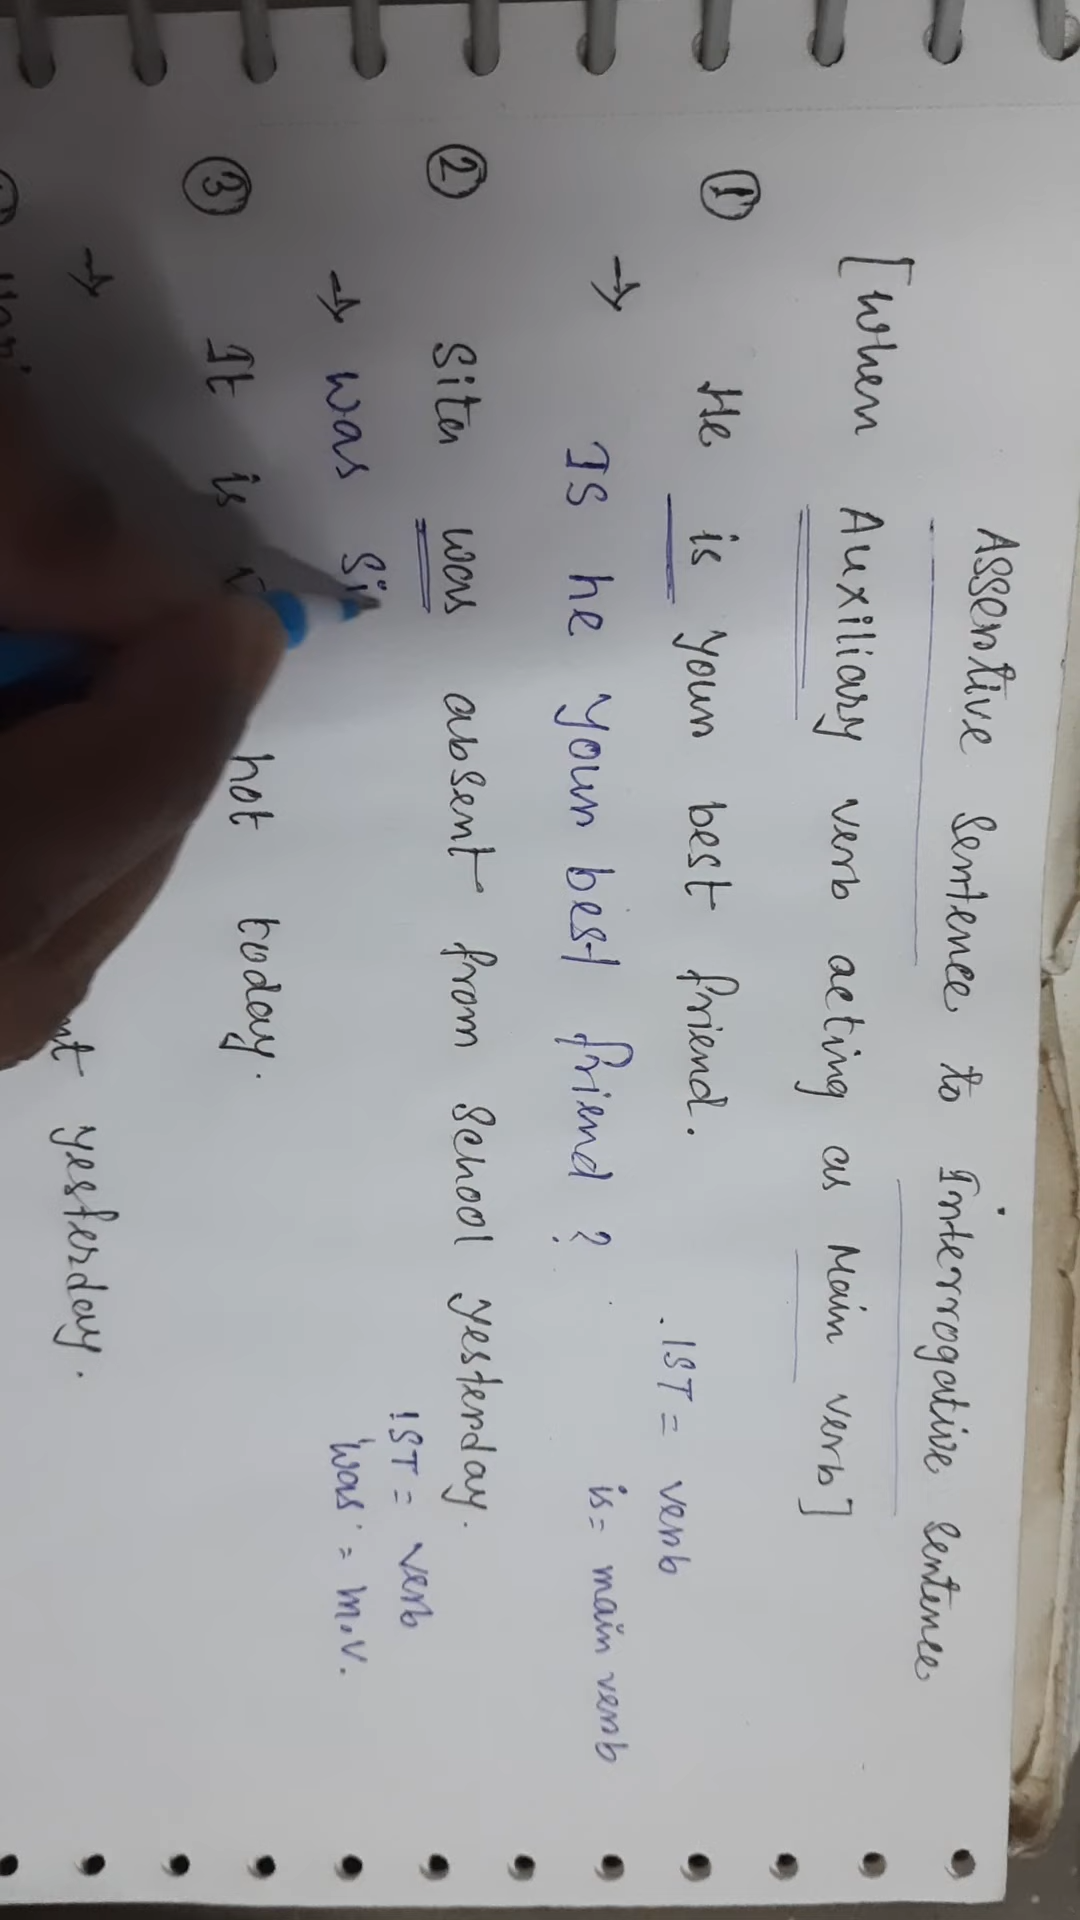 Assertive Sentence to Interrogative Sentence
[When Auxiliary verb acting as Main verb]
① He is your best friend.
.1ST = verb
→ Is he your best friend ?
is = main verb
② Sita was absent from School yesterday.
1ST = verb
→ was Si
'was' = m.v.
③ It is hot today.
→
yesterday.